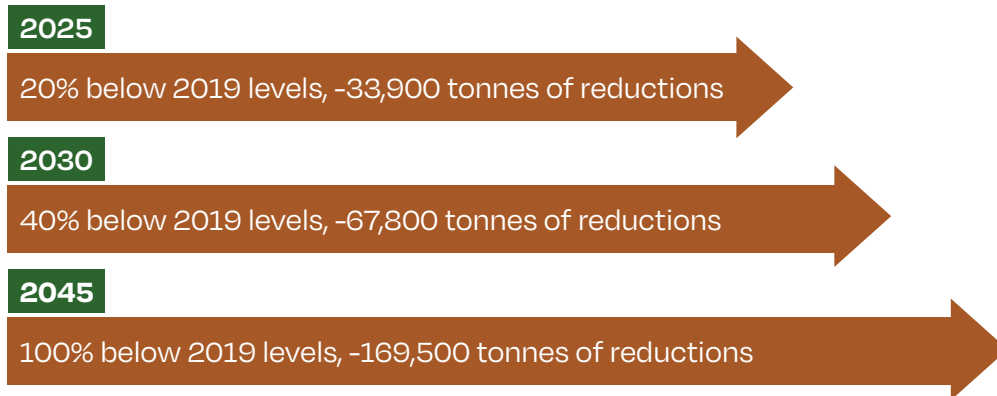 2025
20% below 2019 levels, -33,900 tonnes of reductions
2030
40% below 2019 levels, -67,800 tonnes of reductions
2045
100% below 2019 levels, -169,500 tonnes of reductions